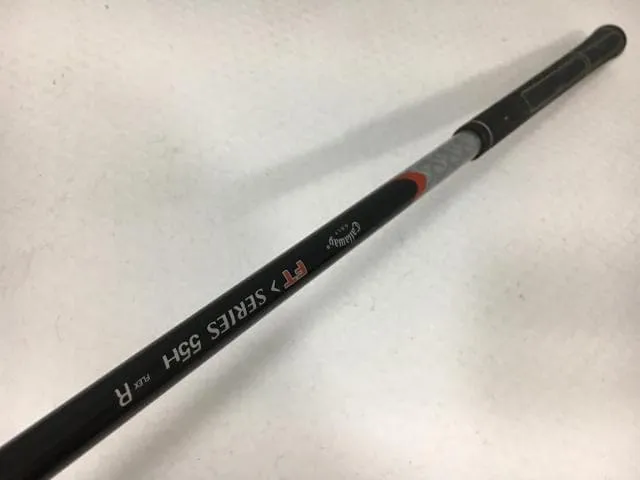 Callaway®
GOLF
FT > SERIES 55H
FLEX R